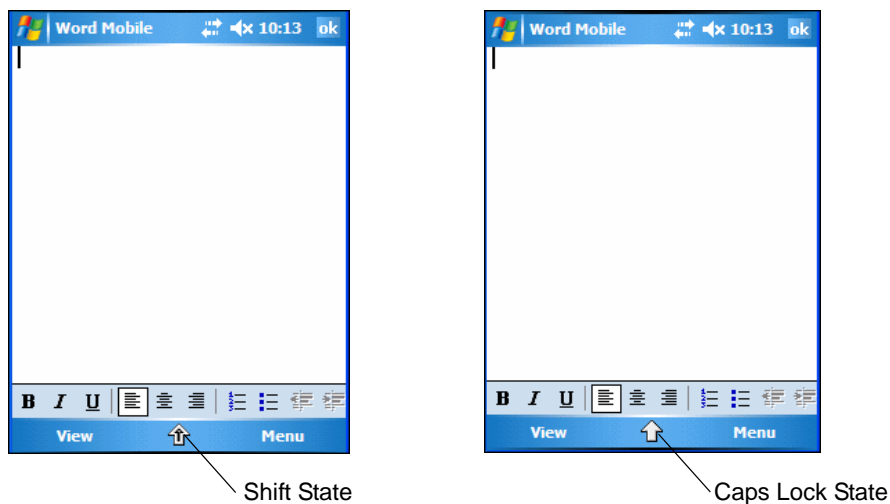 Word Mobile 10:13 ok
B I U
View Menu
Shift State
Word Mobile 10:13 ok
B I U
View Menu
Caps Lock State